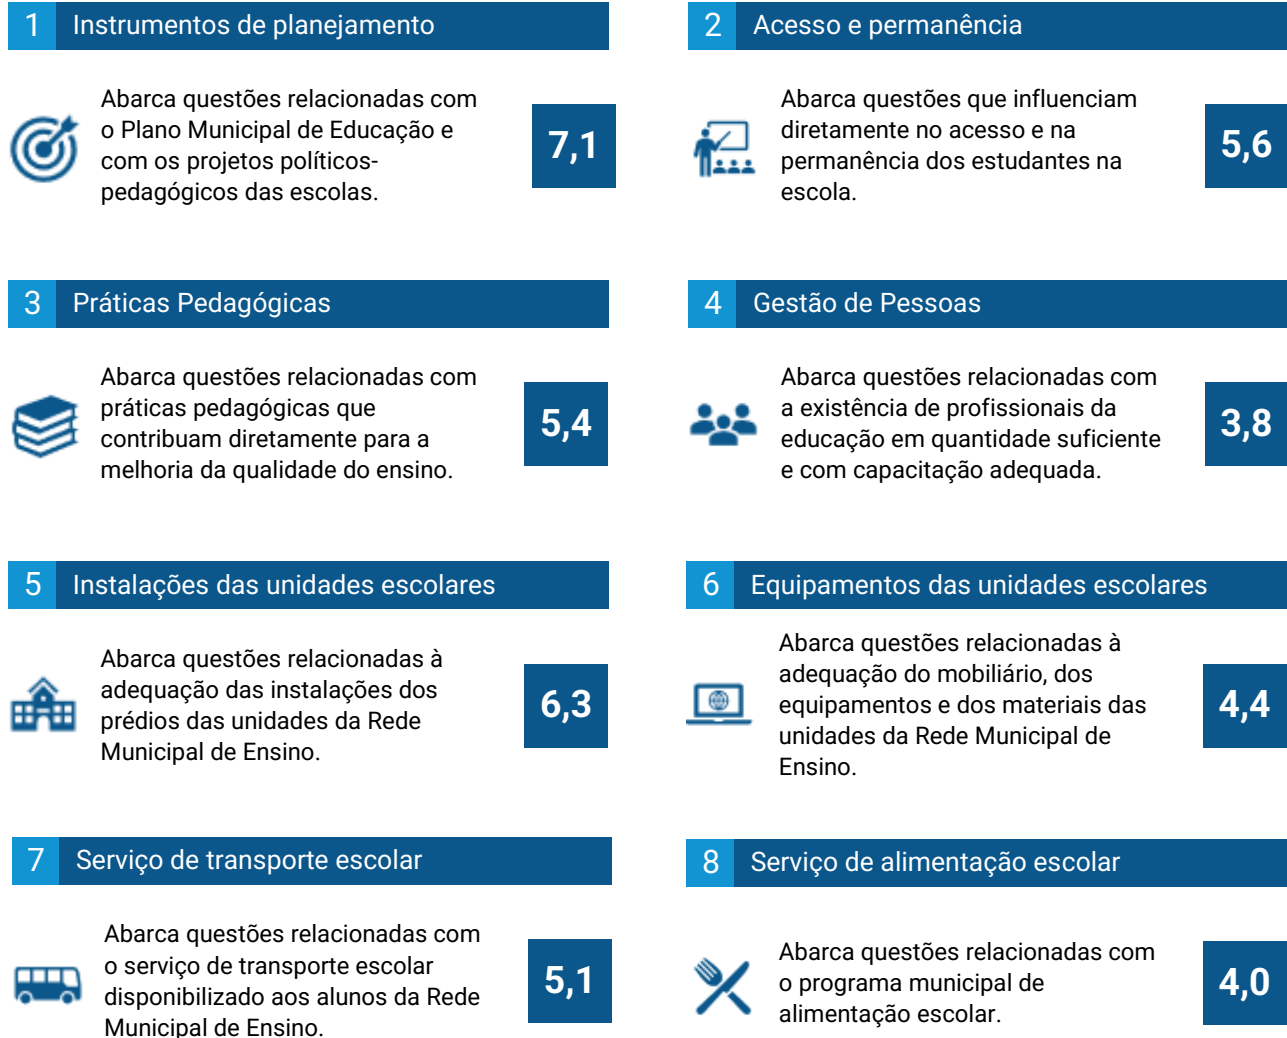 1 Instrumentos de planejamento
Abarca questões relacionadas com
o Plano Municipal de Educação e
com os projetos políticos-
pedagógicos das escolas.
7,1
2 Acesso e permanência
Abarca questões que influenciam
diretamente no acesso e na
permanência dos estudantes na
escola.
5,6
3 Práticas Pedagógicas
Abarca questões relacionadas com
práticas pedagógicas que
contribuam diretamente para a
melhoria da qualidade do ensino.
5,4
4 Gestão de Pessoas
Abarca questões relacionadas com
a existência de profissionais da
educação em quantidade suficiente
e com capacitação adequada.
3,8
5 Instalações das unidades escolares
Abarca questões relacionadas à
adequação das instalações dos
prédios das unidades da Rede
Municipal de Ensino.
6,3
6 Equipamentos das unidades escolares
Abarca questões relacionadas à
adequação do mobiliário, dos
equipamentos e dos materiais das
unidades da Rede Municipal de
Ensino.
4,4
7 Serviço de transporte escolar
Abarca questões relacionadas com
o serviço de transporte escolar
disponibilizado aos alunos da Rede
Municipal de Ensino.
5,1
8 Serviço de alimentação escolar
Abarca questões relacionadas com
o programa municipal de
alimentação escolar.
4,0